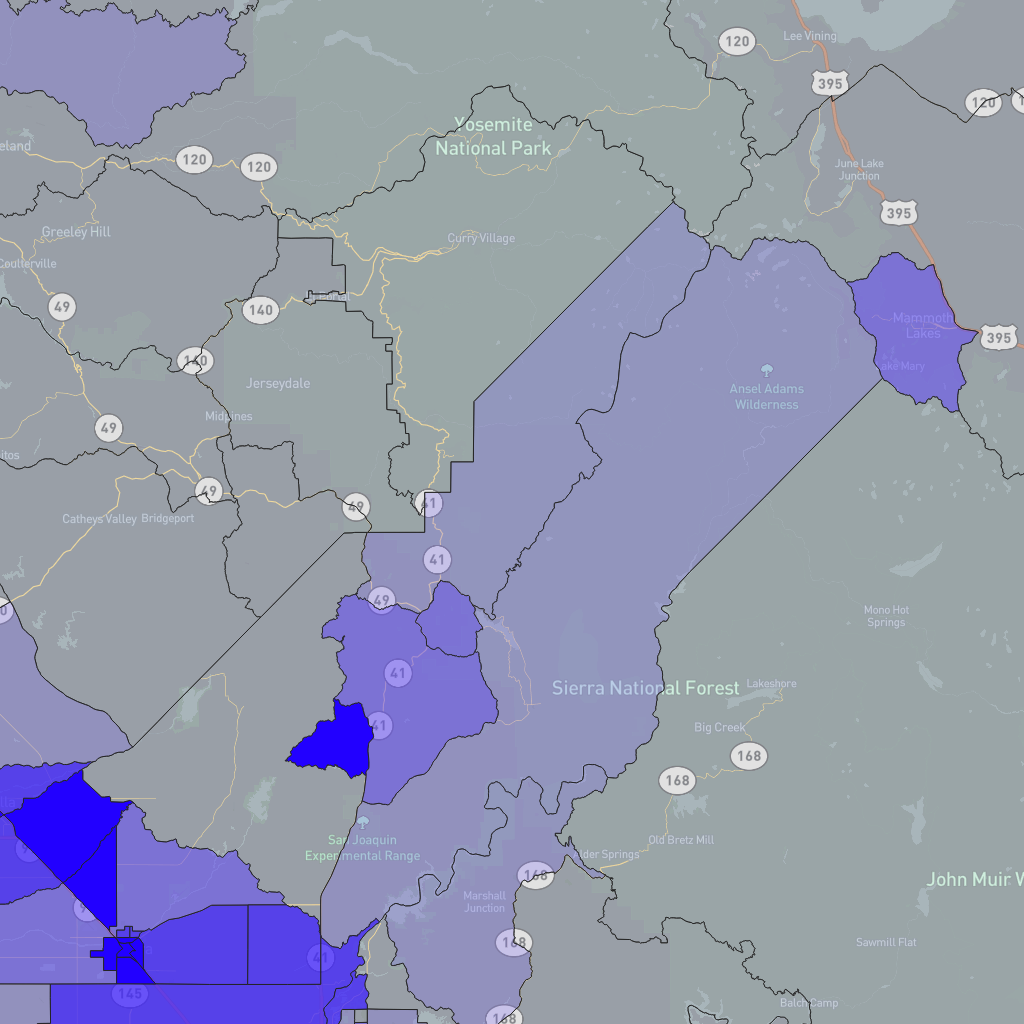 120
Lee Vining
395
120
Yosemite
National Park
eland
120
120
June Lake
Junction
395
Greeley Hill
Curry Village
Coulterville
49
140
Mammoth
Lakes
395
140
Lake Mary
Jerseydale
Ansel Adams
Wilderness
Midpines
49
itos
49
49
41
Catheys Valley
Bridgeport
41
49
Mono Hot
Springs
41
Sierra National Forest
Lakeshore
41
Big Creek
168
168
San Joaquin
Experimental Range
Old Bretz Mill
Alder Springs
168
John Muir W
Marshall
Junction
9
168
Sawmill Flat
41
145
Balch Camp
168